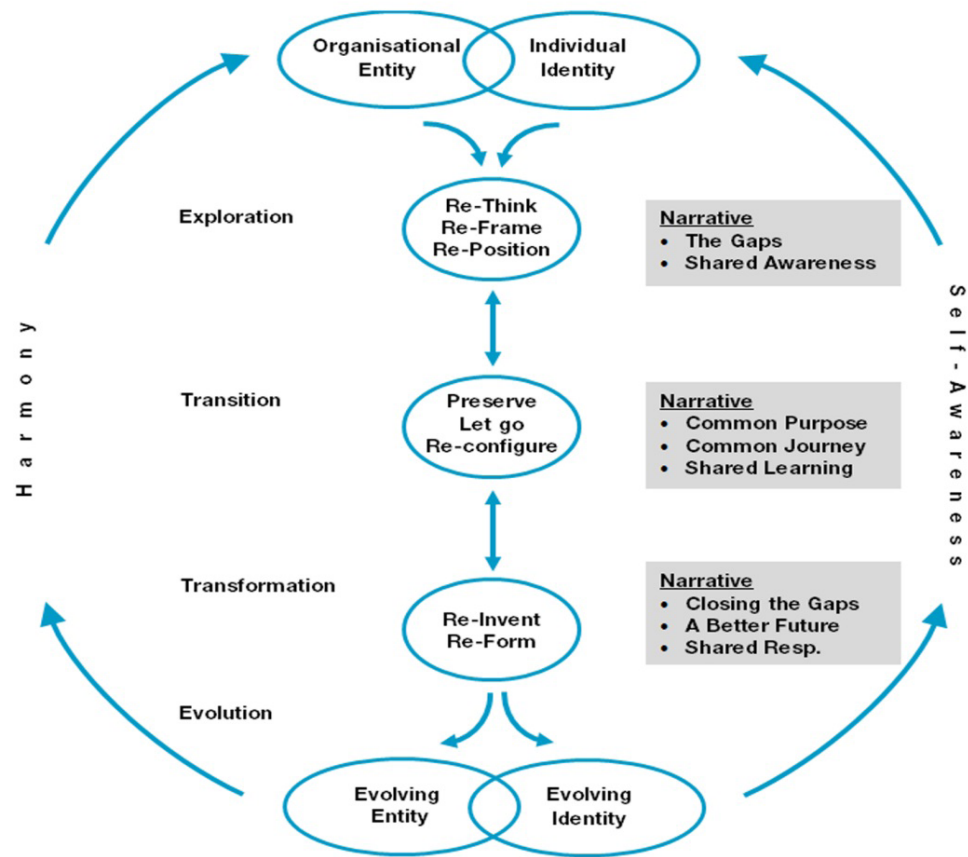 Organisational
Entity
Individual
Identity
Exploration
Re-Think
Re-Frame
Re-Position
Narrative
• The Gaps
• Shared Awareness
Harmony
Self-Awareness
Transition
Preserve
Let go
Re-configure
Narrative
• Common Purpose
• Common Journey
• Shared Learning
Transformation
Re-Invent
Re-Form
Narrative
• Closing the Gaps
• A Better Future
• Shared Resp.
Evolution
Evolving
Entity
Evolving
Identity